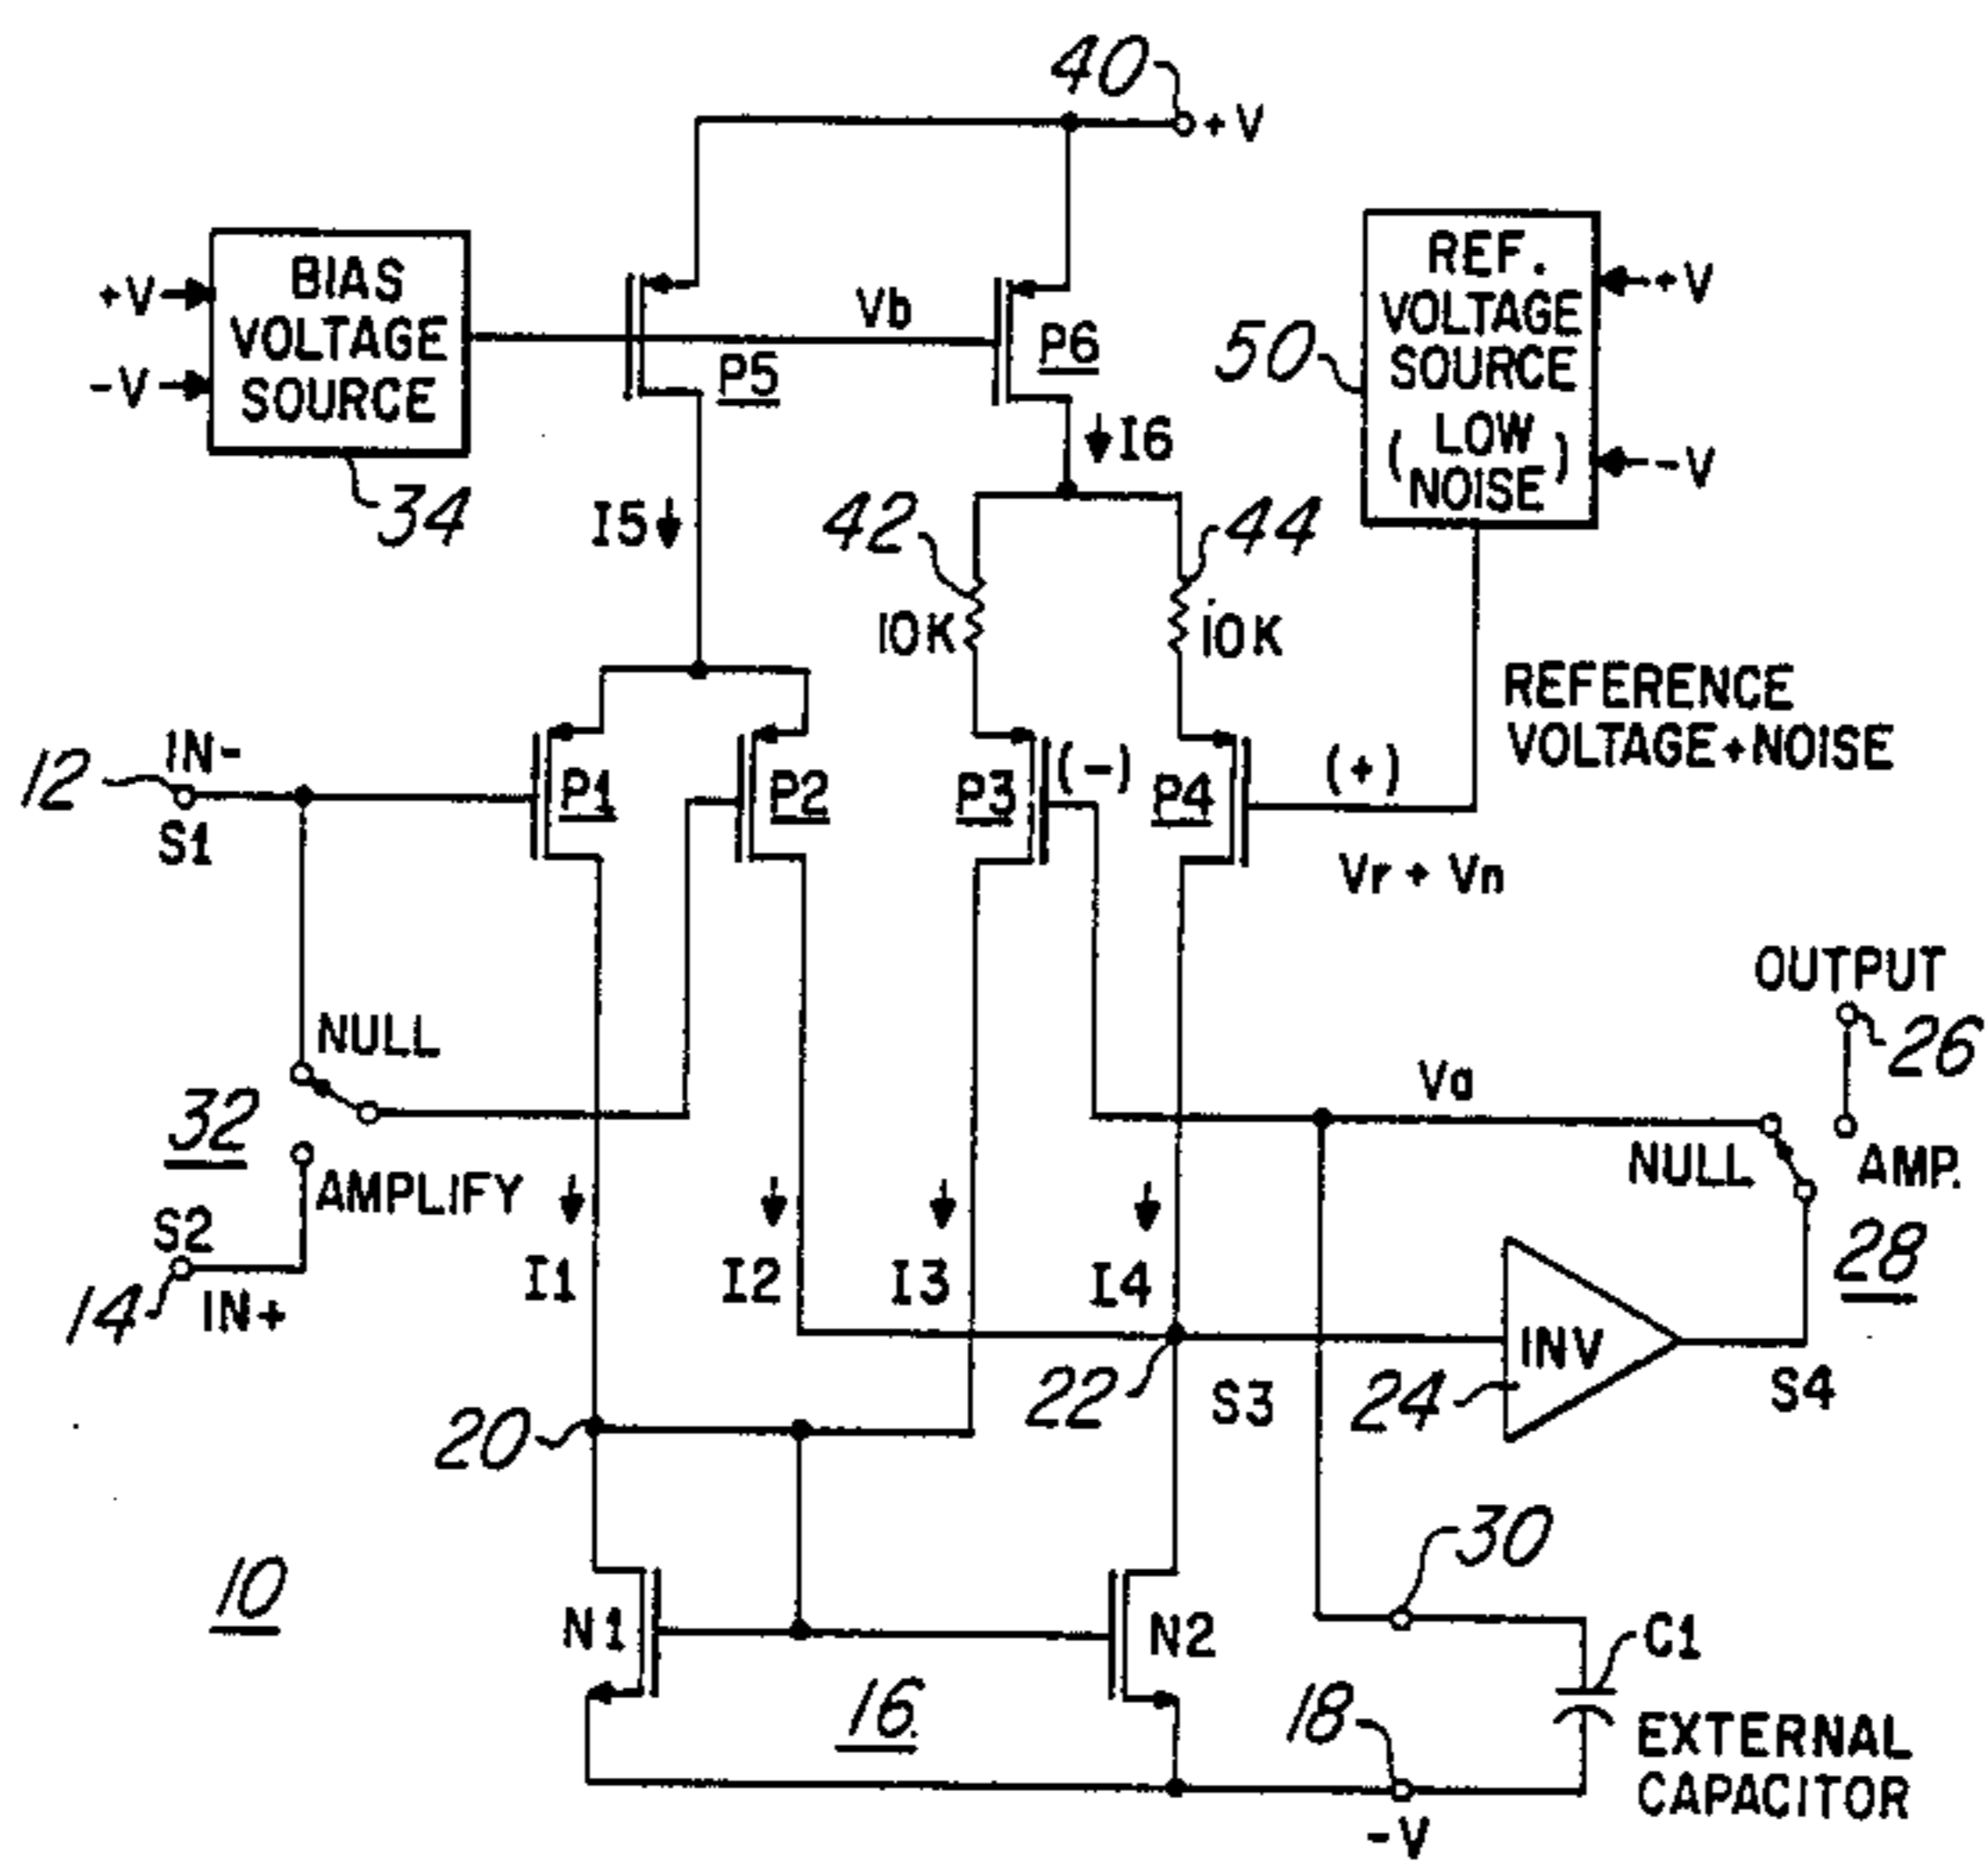 40
+V
BIAS
VOLTAGE
SOURCE
+V
-V
34
P5
Vb
P6
50
REF.
VOLTAGE
SOURCE
(LOW
NOISE)
+V
-V
I5
I6
42
10K
44
10K
REFERENCE
VOLTAGE+NOISE
12
IN-
S1
P1
P2
P3
(-)
P4
(+)
Vr + Vn
NULL
32
AMPLIFY
S2
14
IN+
I1
I2
I3
I4
Va
OUTPUT
26
NULL
AMP.
28
20
22
S3
24
INV
S4
10
N1
16
N2
30
C1
18
-V
EXTERNAL
CAPACITOR